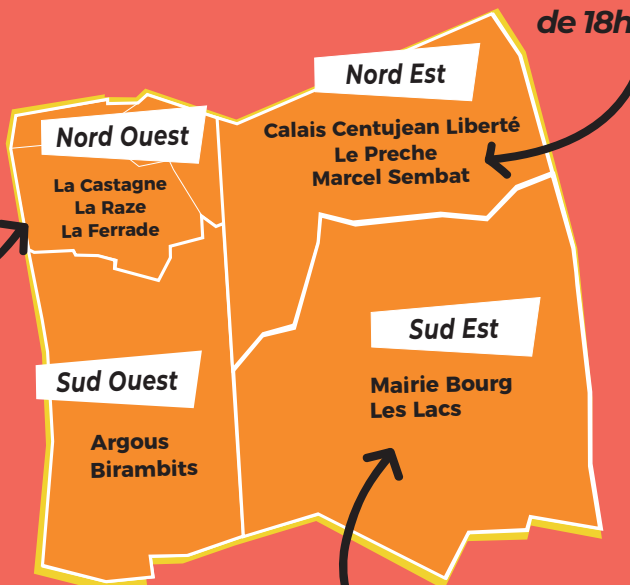 de 18h
Nord Est
Calais Centujean Liberté
Le Preche
Marcel Sembat
Nord Ouest
La Castagne
La Raze
La Ferrade
Sud Est
Mairie Bourg
Les Lacs
Sud Ouest
Argous
Birambits